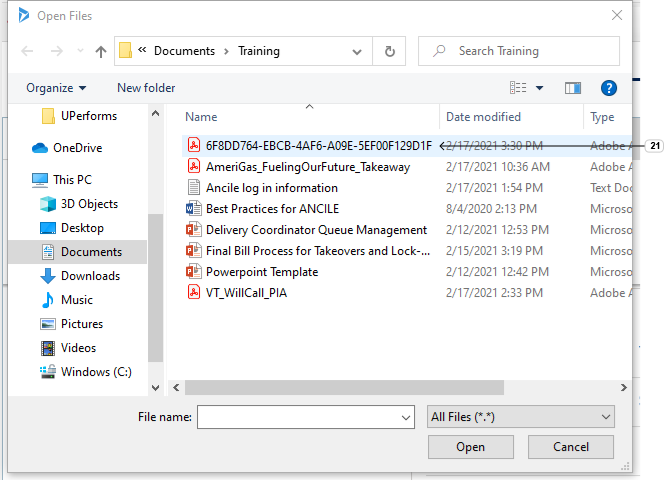 Open Files
« Documents > Training
Search Training
Organize New folder
Name Date modified Type
UPerforms
OneDrive
This PC
3D Objects
Desktop
Documents
Downloads
Music
Pictures
Videos
Windows (C:)
6F8DD764-EBCB-4AF6-A09E-5EF00F129D1F 2/17/2021 3:30 PM Adobe A
21
AmeriGas_FuelingOurFuture_Takeaway 2/17/2021 10:36 AM Adobe A
Ancile log in information 2/17/2021 1:54 PM Text Doc
Best Practices for ANCILE 8/4/2020 2:13 PM Microso
Delivery Coordinator Queue Management 2/12/2021 12:53 PM Microso
Final Bill Process for Takeovers and Lock-... 2/15/2021 3:19 PM Microso
Powerpoint Template 2/12/2021 12:42 PM Microso
VT_WillCall_PIA 2/17/2021 2:33 PM Adobe A
File name: All Files (*.*)
Open Cancel